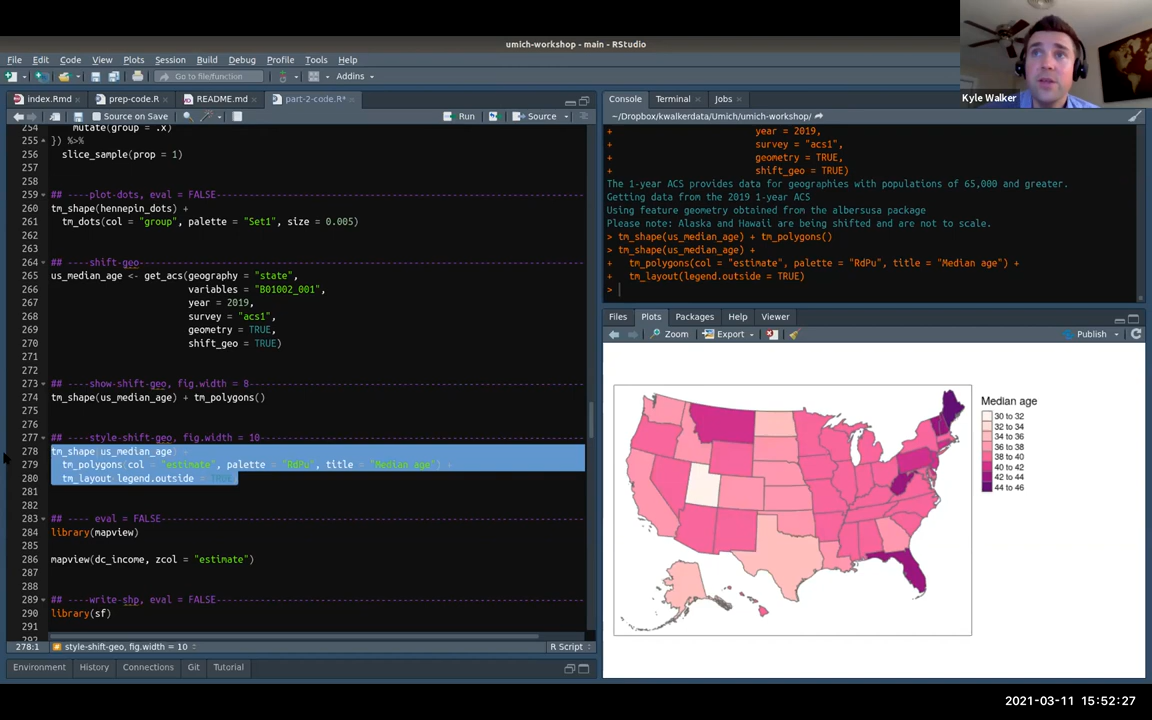 umich-workshop - main - RStudio
File Edit Code View Plots Session Build Debug Profile Tools Help
Go to file/function
Addins
index.Rmd
prep-code.R
README.md
part-2-code.R*
Source on Save
Run
Source
254 mutate(group = .x)
255 }) %>%
256 slice_sample(prop = 1)
257
258
259 ## ----plot-dots, eval = FALSE
260 tm_shape(hennepin_dots) +
261 tm_dots(col = "group", palette = "Set1", size = 0.005)
262
263
264 ## ----shift-geo
265 us_median_age <- get_acs(geography = "state",
266 variables = "B01002_001",
267 year = 2019,
268 survey = "acs1",
269 geometry = TRUE,
270 shift_geo = TRUE)
271
272
273 ## ----show-shift-geo, fig.width = 8
274 tm_shape(us_median_age) + tm_polygons()
275
276
277 ## ----style-shift-geo, fig.width = 10
278 tm_shape us_median_age) +
279 tm_polygons(col = "estimate", palette = "RdPu", title = "Median age") +
280 tm_layout legend.outside = TRUE
281
282
283 ## ---- eval = FALSE
284 library(mapview)
285
286 mapview(dc_income, zcol = "estimate")
287
288
289 ## ----write-shp, eval = FALSE
290 library(sf)
291
292
278:1 style-shift-geo, fig.width = 10
R Script
Environment History Connections Git Tutorial
Console Terminal Jobs
~/Dropbox/kwalkerdata/Umich/umich-workshop/
+ year = 2019,
+ survey = "acs1",
+ geometry = TRUE,
+ shift_geo = TRUE)
The 1-year ACS provides data for geographies with populations of 65,000 and greater.
Getting data from the 2019 1-year ACS
Using feature geometry obtained from the albersusa package
Please note: Alaska and Hawaii are being shifted and are not to scale.
> tm_shape(us_median_age) + tm_polygons()
> tm_shape(us_median_age) +
+ tm_polygons(col = "estimate", palette = "RdPu", title = "Median age") +
+ tm_layout(legend.outside = TRUE)
>
Files Plots Packages Help Viewer
Zoom
Export
Publish
Median age
30 to 32
32 to 34
34 to 36
36 to 38
38 to 40
40 to 42
42 to 44
44 to 46
Kyle Walker
2021-03-11 15:52:27